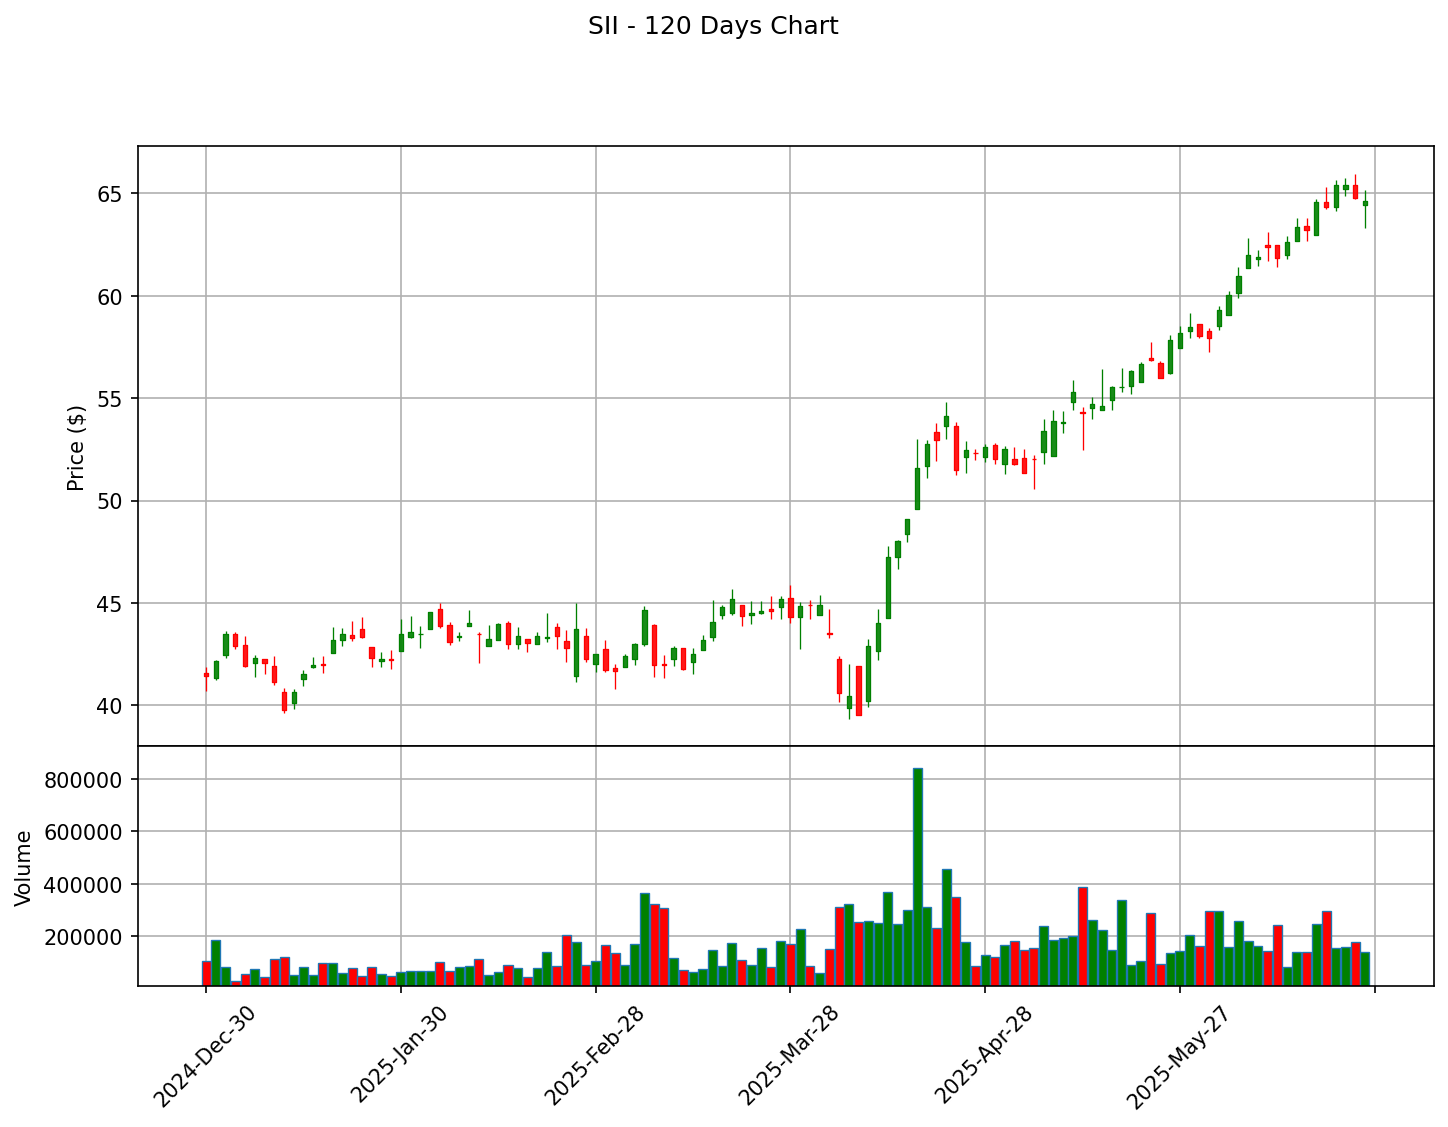 SII - 120 Days Chart
Price ($)
65
60
55
50
45
40
Volume
800000
600000
400000
200000
2024-Dec-30
2025-Jan-30
2025-Feb-28
2025-Mar-28
2025-Apr-28
2025-May-27